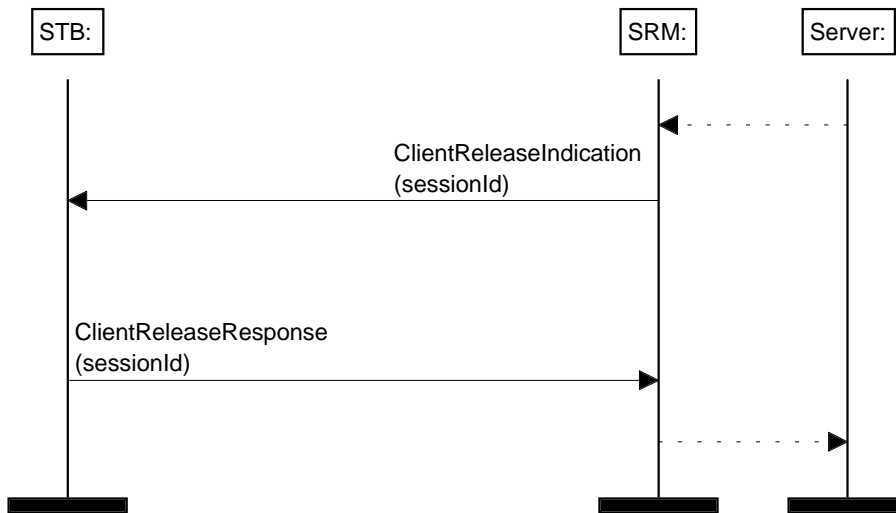 STB:
SRM:
Server:
ClientReleaseIndication
(sessionId)
ClientReleaseResponse
(sessionId)